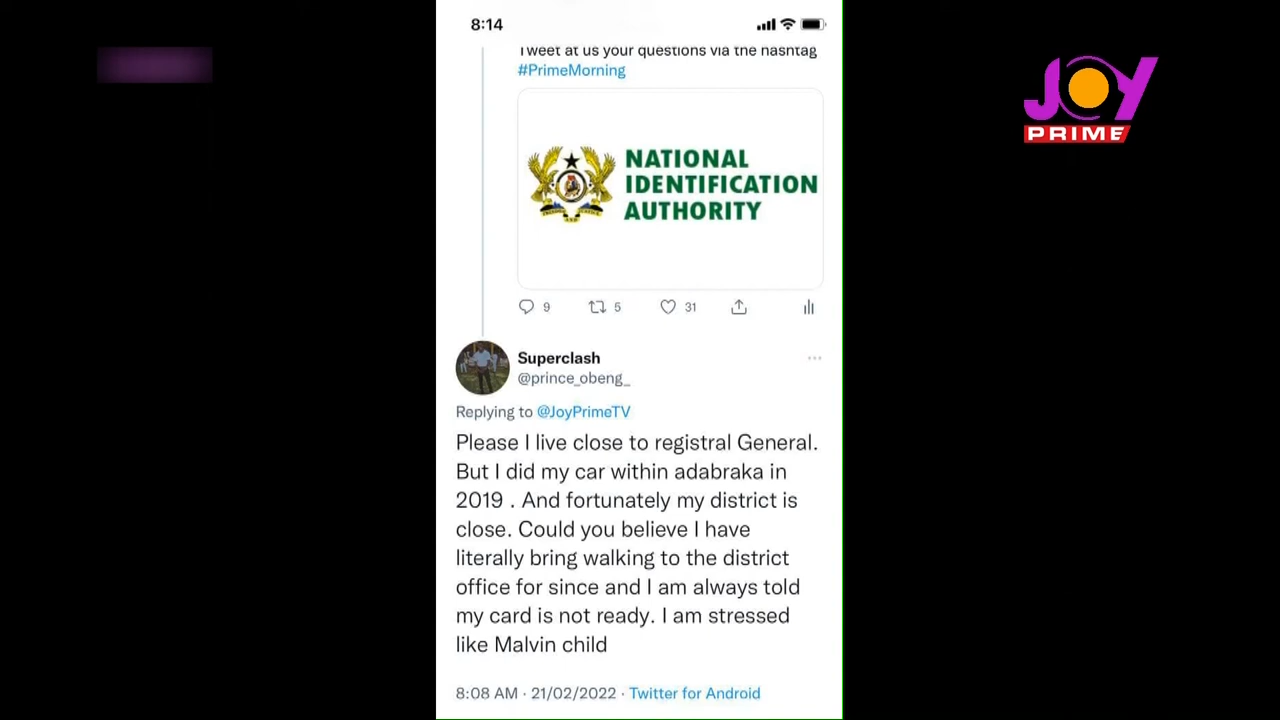 8:14
Tweet at us your questions via the hashtag
#PrimeMorning
NATIONAL
IDENTIFICATION
AUTHORITY
9 5 31
Superclash
@prince_obeng_
Replying to @JoyPrimeTV
Please I live close to registral General.
But I did my car within adabraka in
2019 . And fortunately my district is
close. Could you believe I have
literally bring walking to the district
office for since and I am always told
my card is not ready. I am stressed
like Malvin child
8:08 AM · 21/02/2022 · Twitter for Android
JOY
PRIME